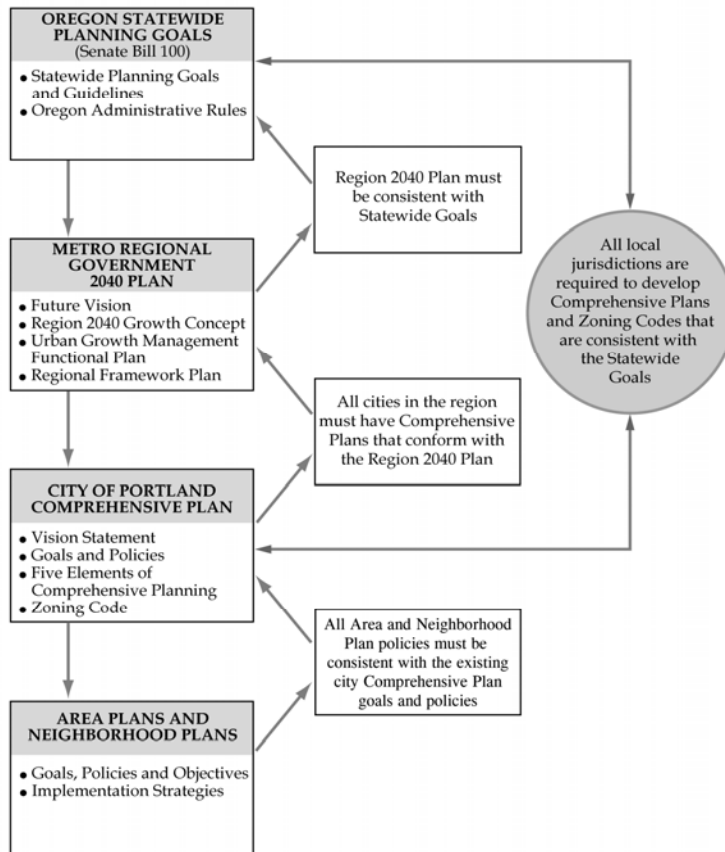 OREGON STATEWIDE
PLANNING GOALS
(Senate Bill 100)
• Statewide Planning Goals
and Guidelines
• Oregon Administrative Rules
Region 2040 Plan must
be consistent with
Statewide Goals
METRO REGIONAL
GOVERNMENT
2040 PLAN
• Future Vision
• Region 2040 Growth Concept
• Urban Growth Management
Functional Plan
• Regional Framework Plan
All local
jurisdictions are
required to develop
Comprehensive Plans
and Zoning Codes that
are consistent with
the Statewide
Goals
All cities in the region
must have Comprehensive
Plans that conform with
the Region 2040 Plan
CITY OF PORTLAND
COMPREHENSIVE PLAN
• Vision Statement
• Goals and Policies
• Five Elements of
Comprehensive Planning
• Zoning Code
All Area and Neighborhood
Plan policies must be
consistent with the existing
city Comprehensive Plan
goals and policies
AREA PLANS AND
NEIGHBORHOOD PLANS
• Goals, Policies and Objectives
• Implementation Strategies